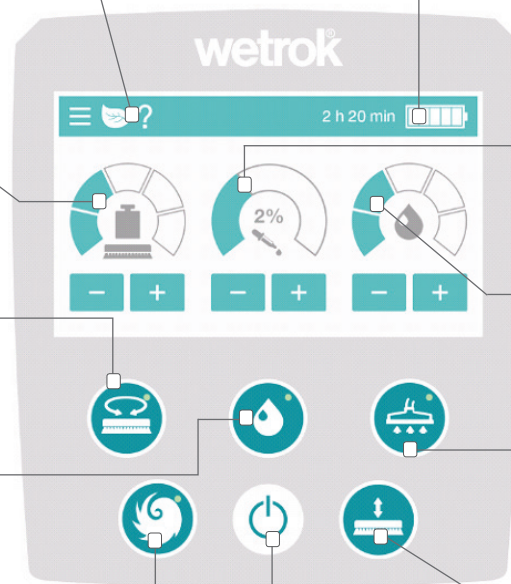 wetrok®
? 2 h 20 min
2%
− + − + − +